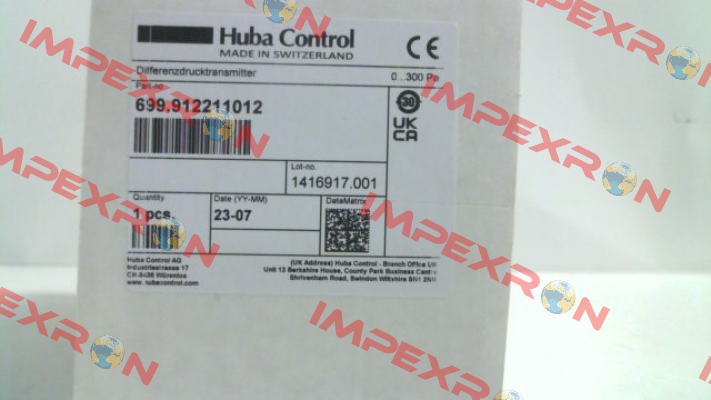 Huba Control
MADE IN SWITZERLAND
CE
Differenzdrucktransmitter 0...300 Pa
Part-no.
699.912211012
30
UK
CA
Lot-no.
1416917.001
Quantity
1 pcs
Date (YY-MM)
23-07
DataMatrix
Huba Control AG
Industriestrasse 17
CH-5436 Würenlos
www.hubacontrol.com
(UK Address) Huba Control - Branch Office UK
Unit 13 Berkshire House, County Park Business Centre
Shrivenham Road, Swindon Wiltshire SN1 2NR
IMPEXRON
IMPEXRON
IMPEXRON
IMPEXRON
IMPEXRON
IMPEXRON